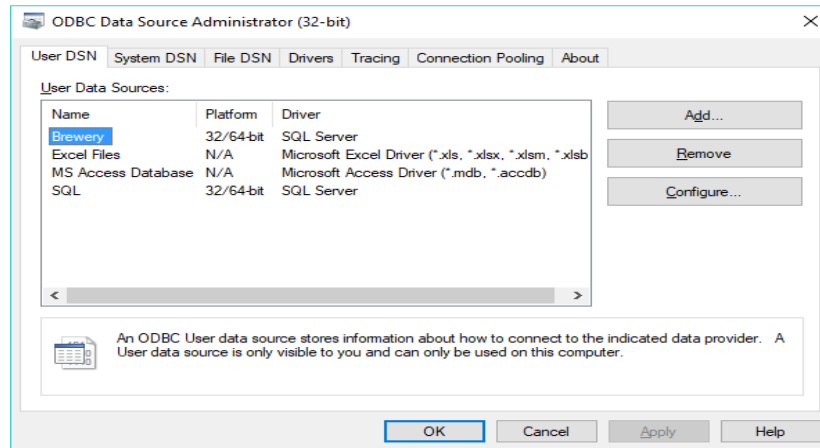 ODBC Data Source Administrator (32-bit)
User DSN System DSN File DSN Drivers Tracing Connection Pooling About
User Data Sources:
Name Platform Driver
Brewery 32/64-bit SQL Server
Excel Files N/A Microsoft Excel Driver (*.xls, *.xlsx, *.xlsm, *.xlsb
MS Access Database N/A Microsoft Access Driver (*.mdb, *.accdb)
SQL 32/64-bit SQL Server
Add...
Remove
Configure...
An ODBC User data source stores information about how to connect to the indicated data provider. A
User data source is only visible to you and can only be used on this computer.
OK Cancel Apply Help